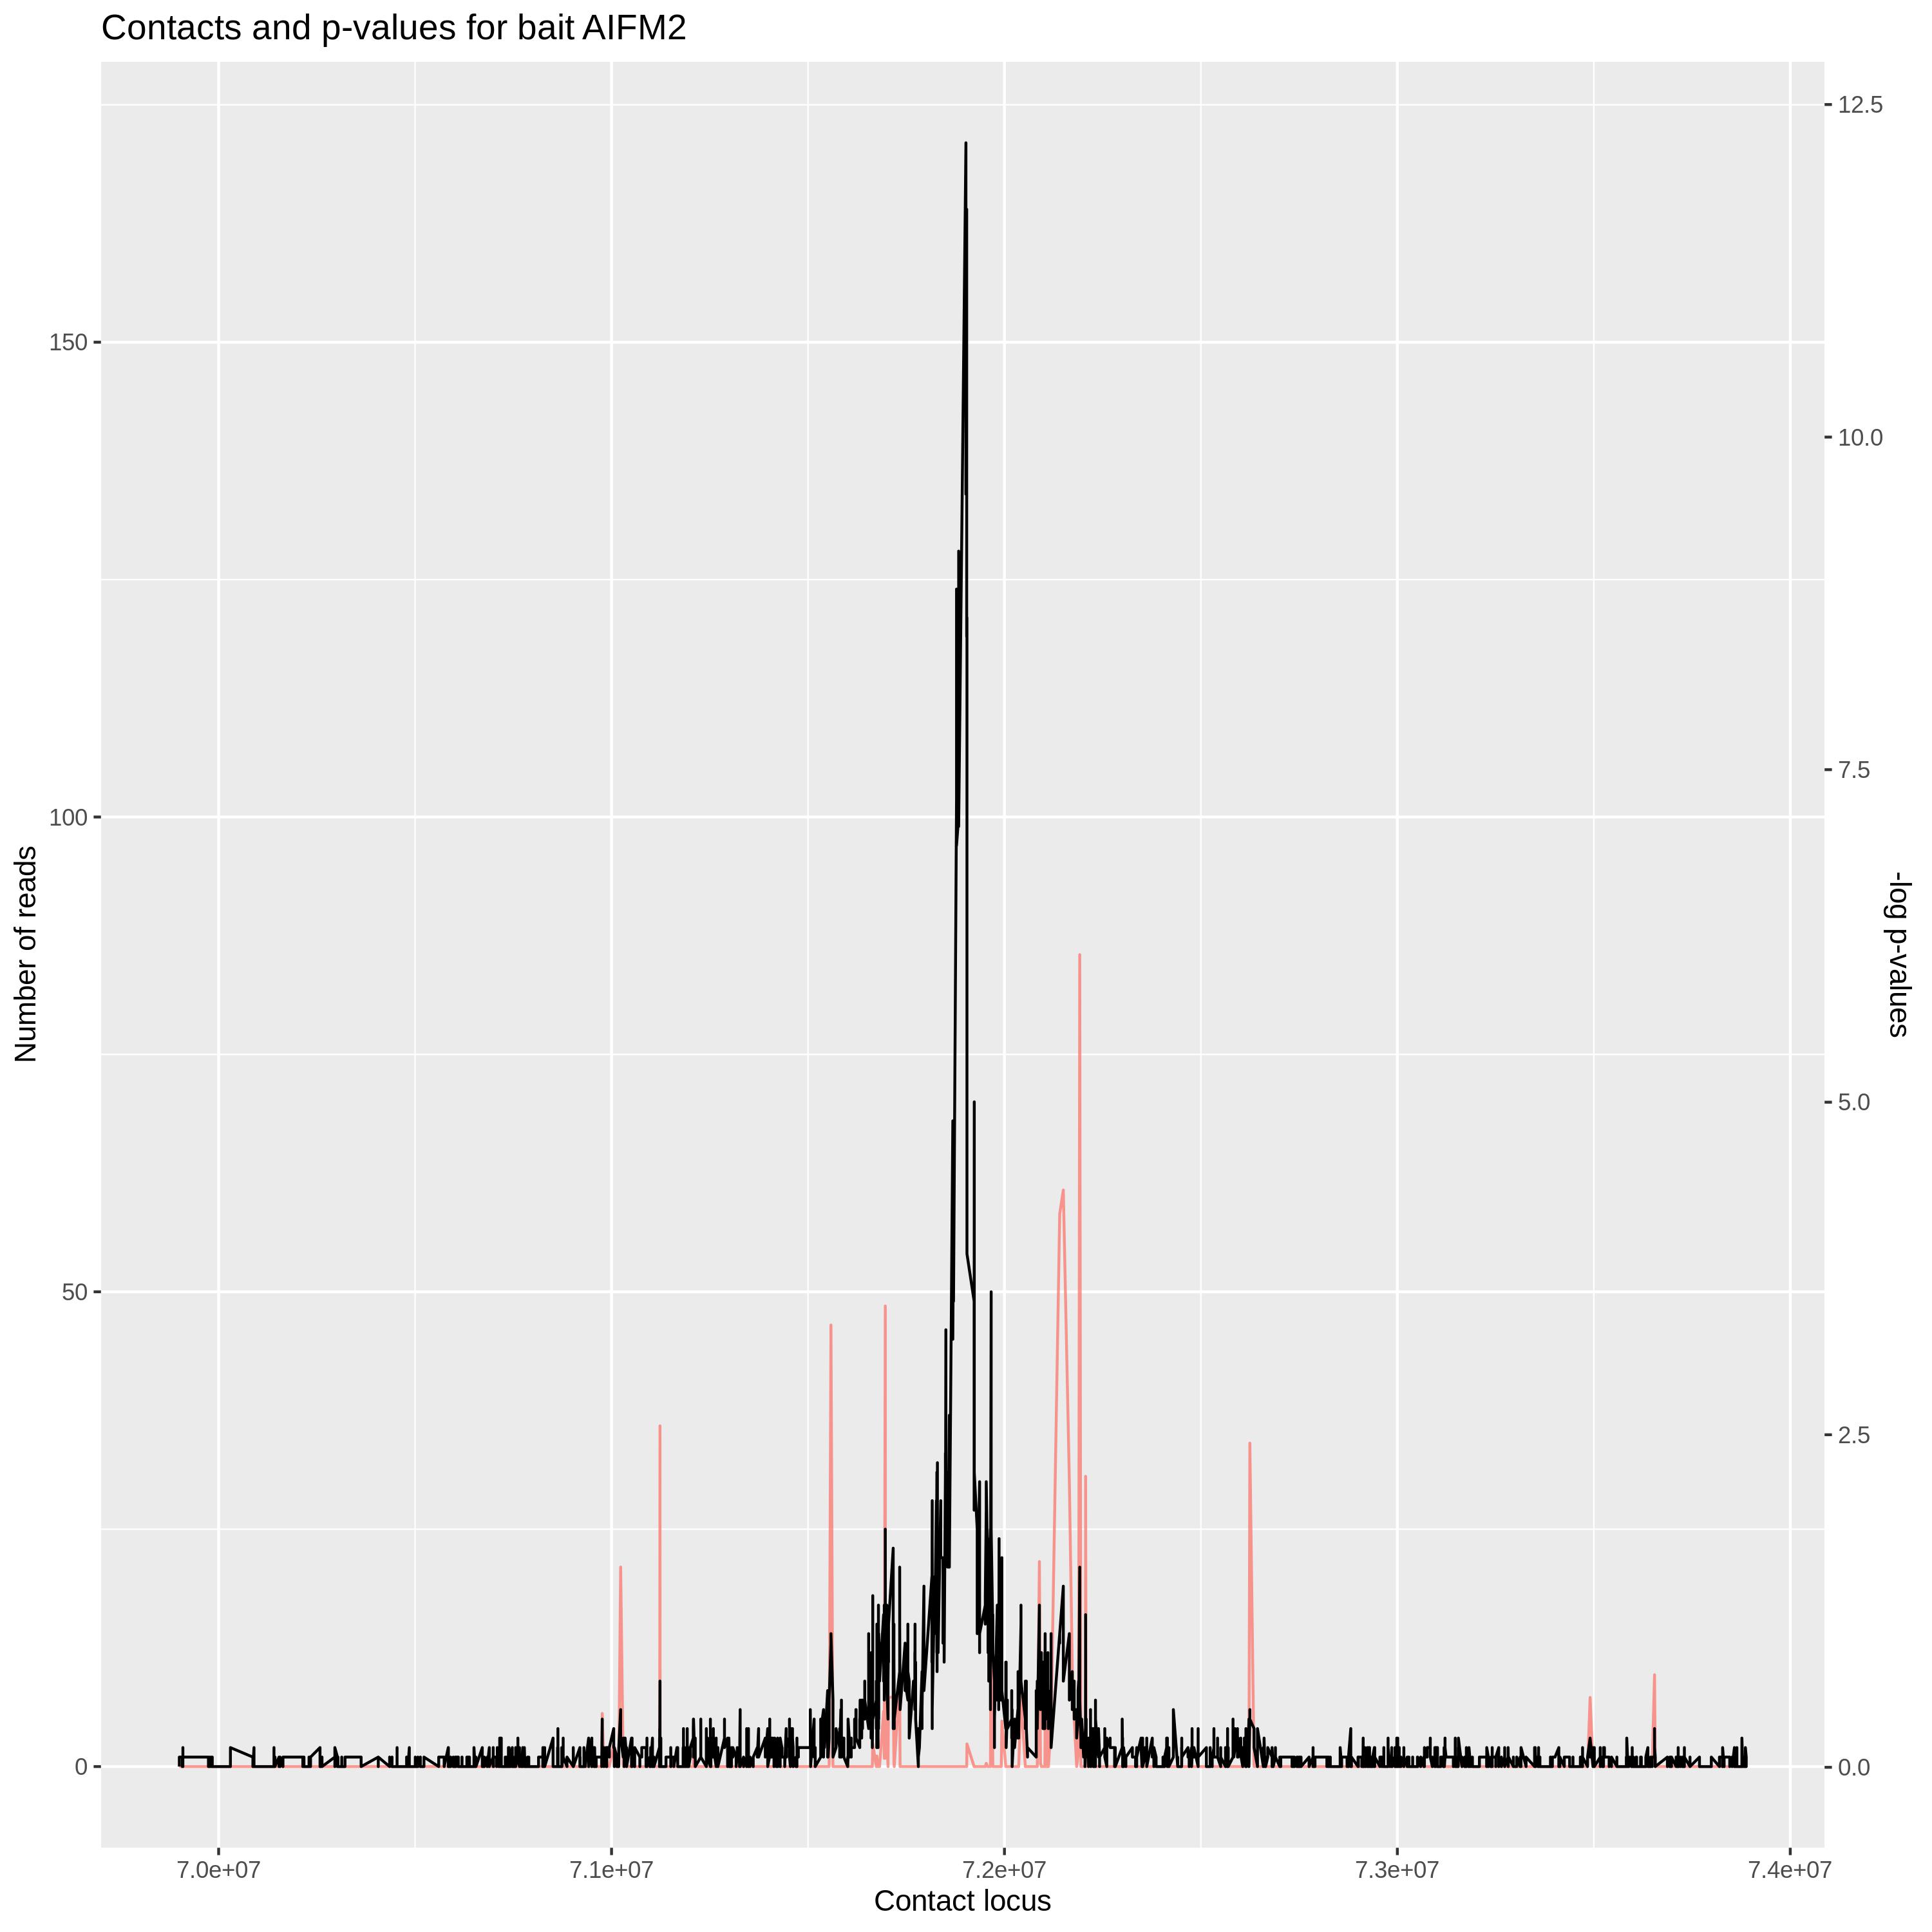 Contacts and p-values for bait AIFM2
12.5
150
10.0
Number of reads
100
7.5
-log p-values
5.0
50
2.5
0
0.0
7.0e+07
7.1e+07
7.2e+07
7.3e+07
7.4e+07
Contact locus